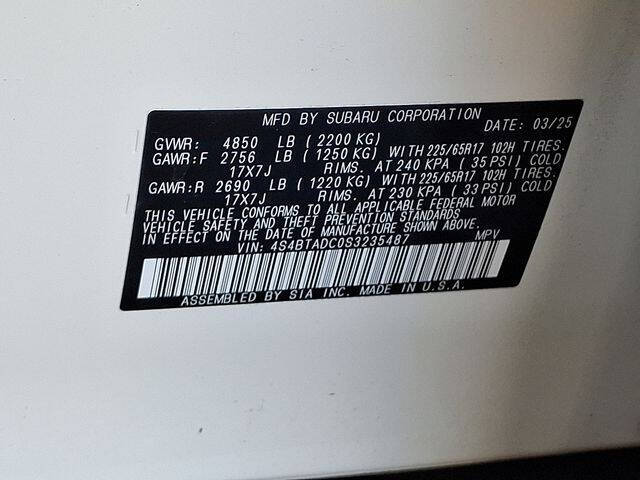 MFD BY SUBARU CORPORATION
DATE: 03/25
GVWR: 4850 LB (2200 KG)
GAWR:F 2756 LB (1250 KG) WITH 225/65R17 102H TIRES.
17X7J RIMS. AT 240 KPA (35 PSI) COLD
GAWR:R 2690 LB (1220 KG) WITH 225/65R17 102H TIRES.
17X7J RIMS. AT 230 KPA (33 PSI) COLD
THIS VEHICLE CONFORMS TO ALL APPLICABLE FEDERAL MOTOR
VEHICLE SAFETY AND THEFT PREVENTION STANDARDS
IN EFFECT ON THE DATE OF MANUFACTURE SHOWN ABOVE.
VIN: 4S4BTADC0S3235487 MPV
ASSEMBLED BY SIA INC. MADE IN U.S.A.